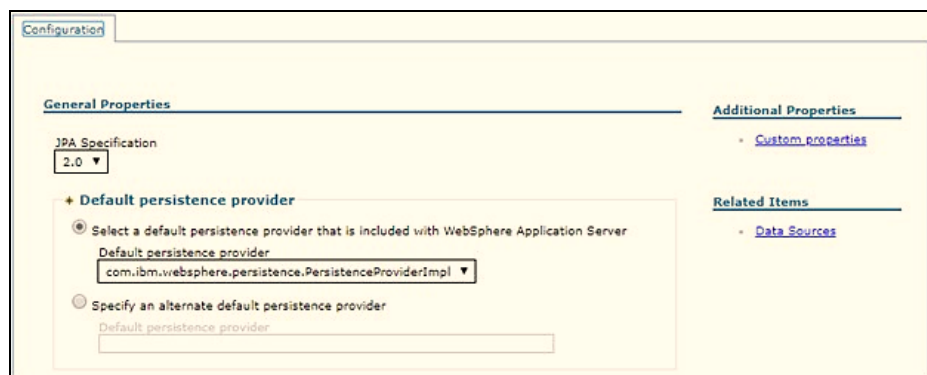 Configuration
General Properties
JPA Specification
2.0
Default persistence provider
Select a default persistence provider that is included with WebSphere Application Server
Default persistence provider
com.ibm.websphere.persistence.PersistenceProviderImpl
Specify an alternate default persistence provider
Default persistence provider
Additional Properties
Custom properties
Related Items
Data Sources